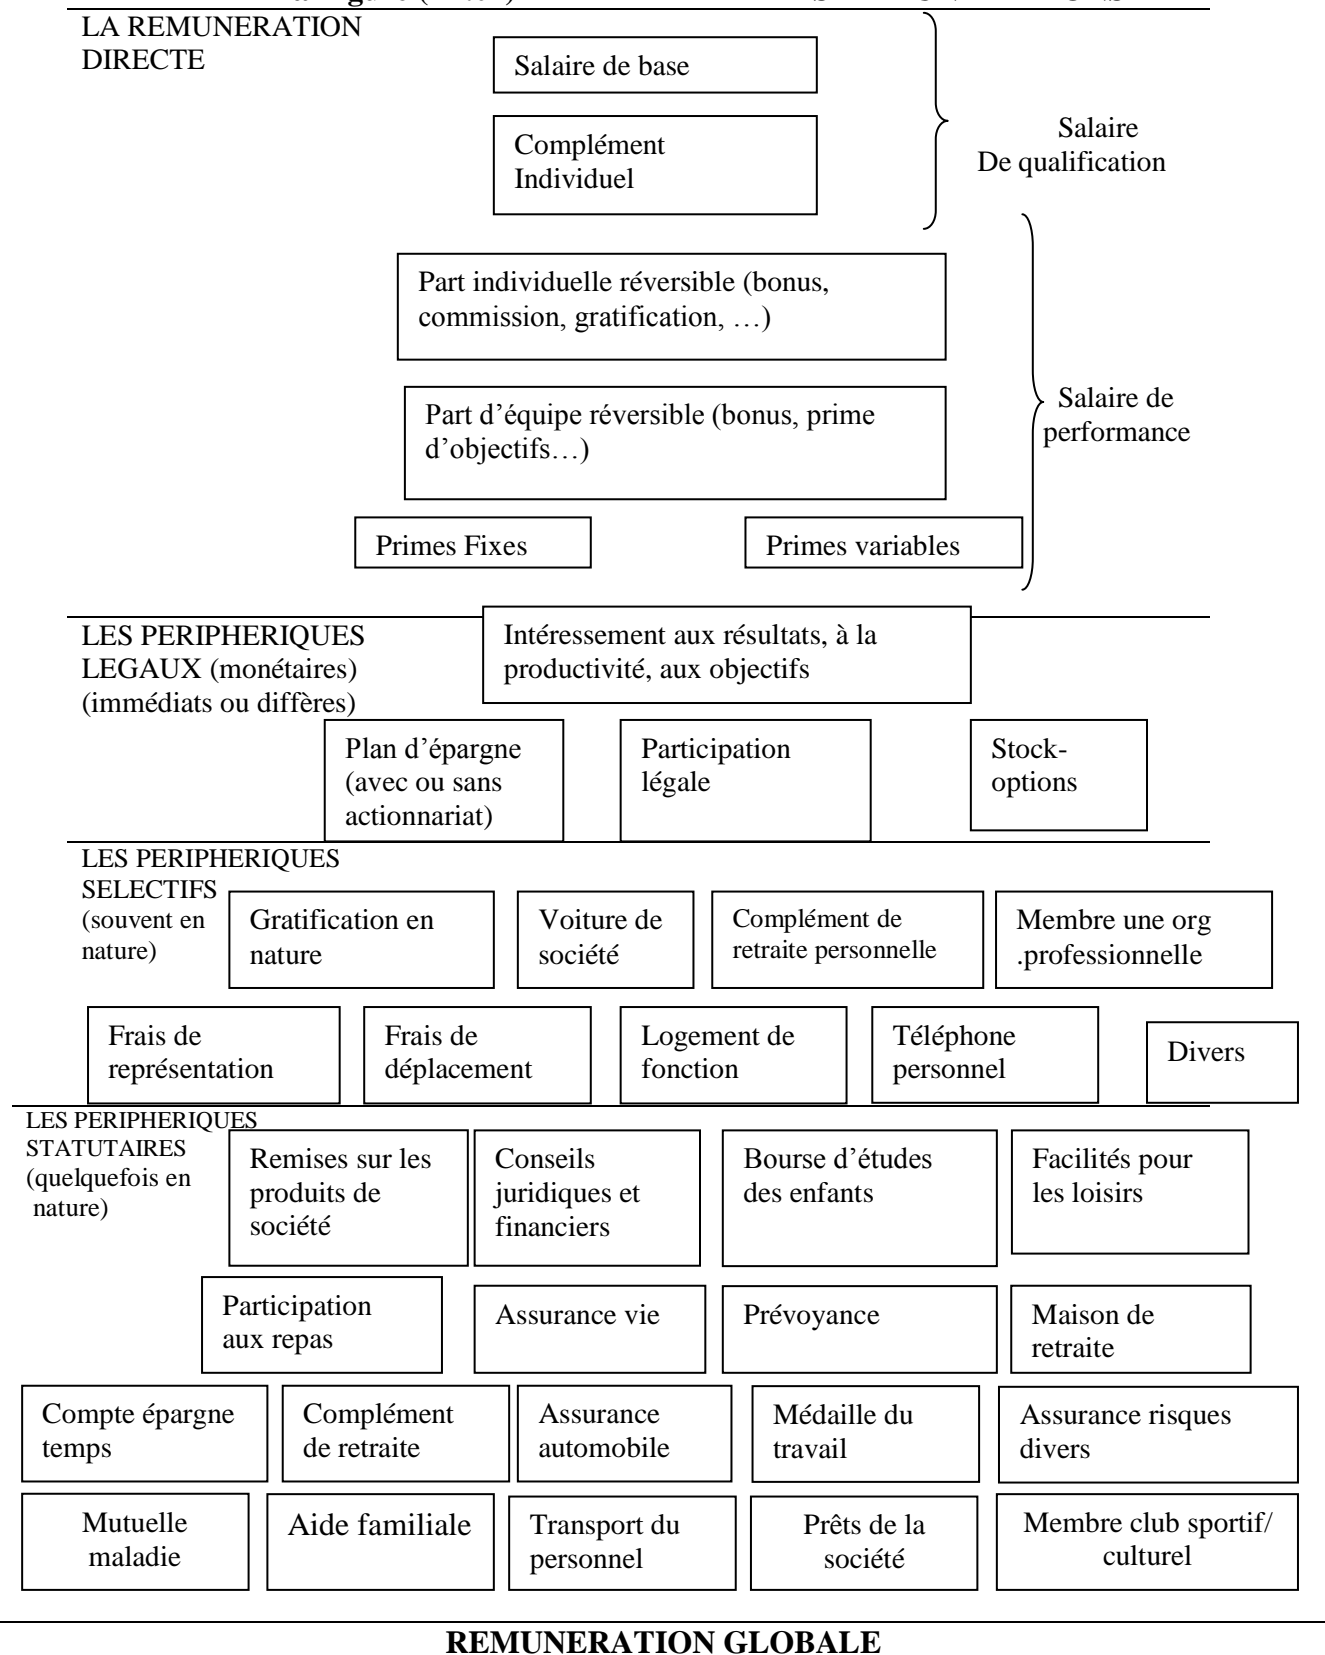 LA REMUNERATION
DIRECTE
Salaire de base
Complément
Individuel
Salaire
De qualification
Part individuelle réversible (bonus,
commission, gratification, …)
Part d’équipe réversible (bonus, prime
d’objectifs…)
Salaire de
performance
Primes Fixes
Primes variables
LES PERIPHERIQUES
LEGAUX (monétaires)
(immédiats ou diffères)
Intéressement aux résultats, à la
productivité, aux objectifs
Plan d’épargne
(avec ou sans
actionnariat)
Participation
légale
Stock-
options
LES PERIPHERIQUES
SELECTIFS
(souvent en
nature)
Gratification en
nature
Voiture de
société
Complément de
retraite personnelle
Membre une org
.professionnelle
Frais de
représentation
Frais de
déplacement
Logement de
fonction
Téléphone
personnel
Divers
LES PERIPHERIQUES
STATUTAIRES
(quelquefois en
nature)
Remises sur les
produits de
société
Conseils
juridiques et
financiers
Bourse d’études
des enfants
Facilités pour
les loisirs
Participation
aux repas
Assurance vie
Prévoyance
Maison de
retraite
Compte épargne
temps
Complément
de retraite
Assurance
automobile
Médaille du
travail
Assurance risques
divers
Mutuelle
maladie
Aide familiale
Transport du
personnel
Prêts de la
société
Membre club sportif/
culturel
REMUNERATION GLOBALE